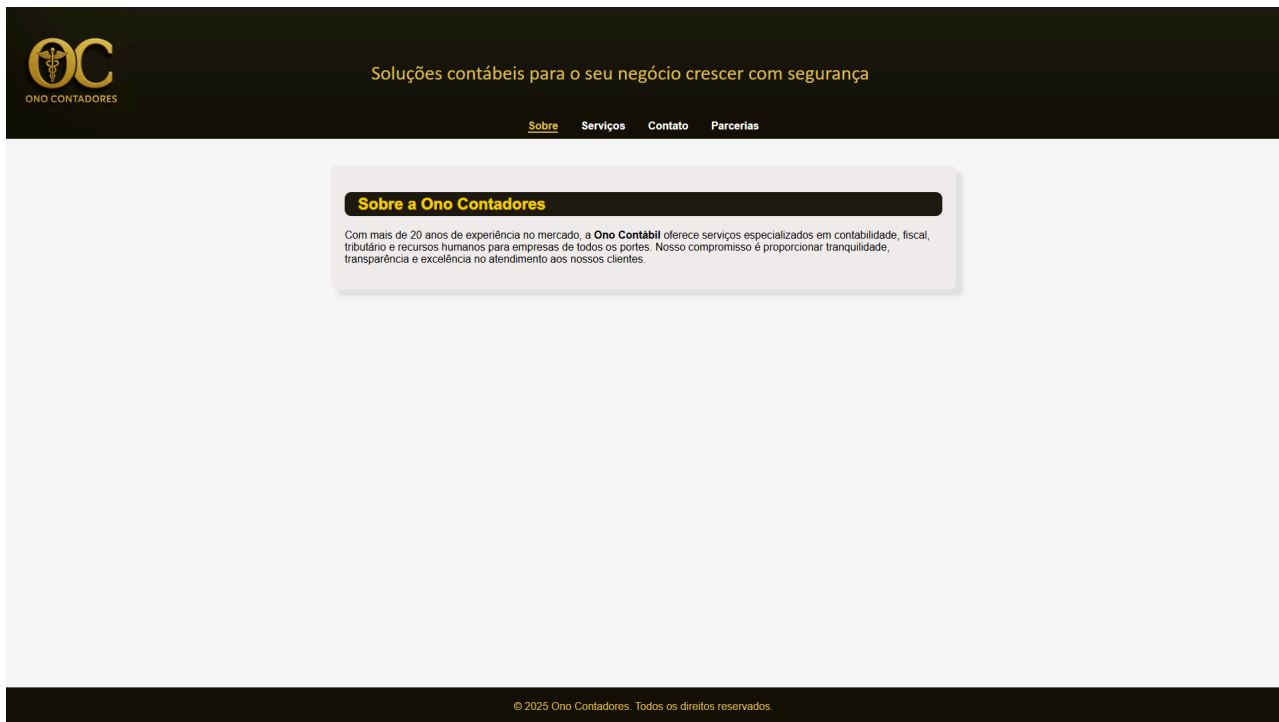 OC
ONO CONTADORES
Soluções contábeis para o seu negócio crescer com segurança
Sobre Serviços Contato Parcerias
Sobre a Ono Contadores
Com mais de 20 anos de experiência no mercado, a Ono Contábil oferece serviços especializados em contabilidade, fiscal,
tributário e recursos humanos para empresas de todos os portes. Nosso compromisso é proporcionar tranquilidade,
transparência e excelência no atendimento aos nossos clientes.
© 2025 Ono Contadores. Todos os direitos reservados.